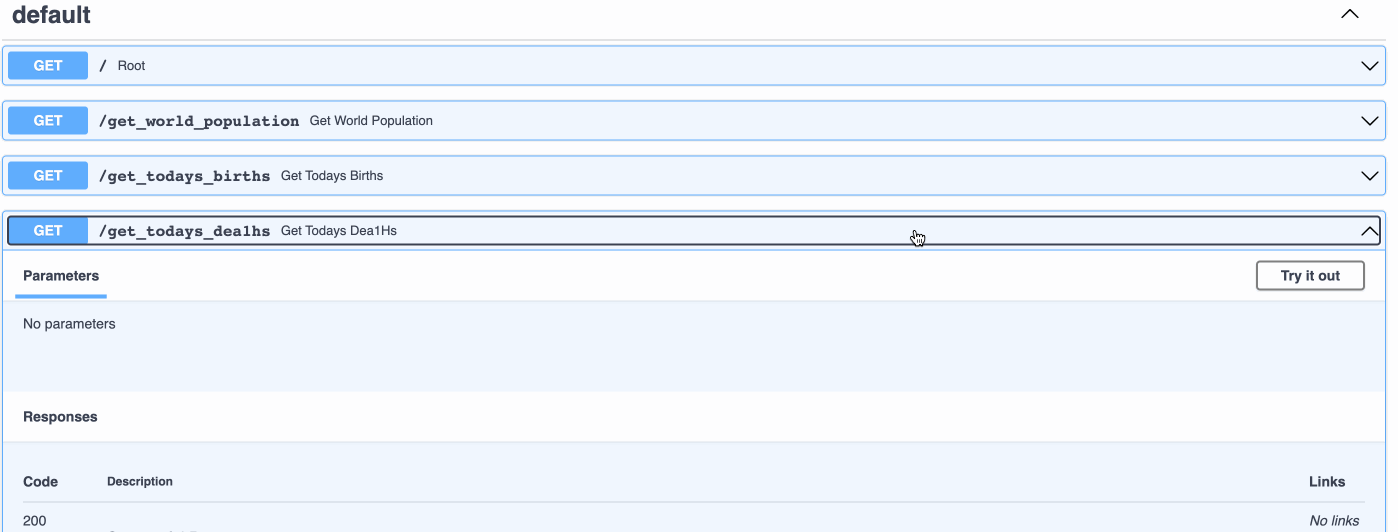 default
GET / Root
GET /get_world_population Get World Population
GET /get_todays_births Get Todays Births
GET /get_todays_dea1hs Get Todays Dea1Hs
Parameters
Try it out
No parameters
Responses
Code Description Links
200 No links